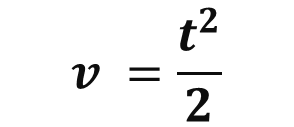 v = t²/2